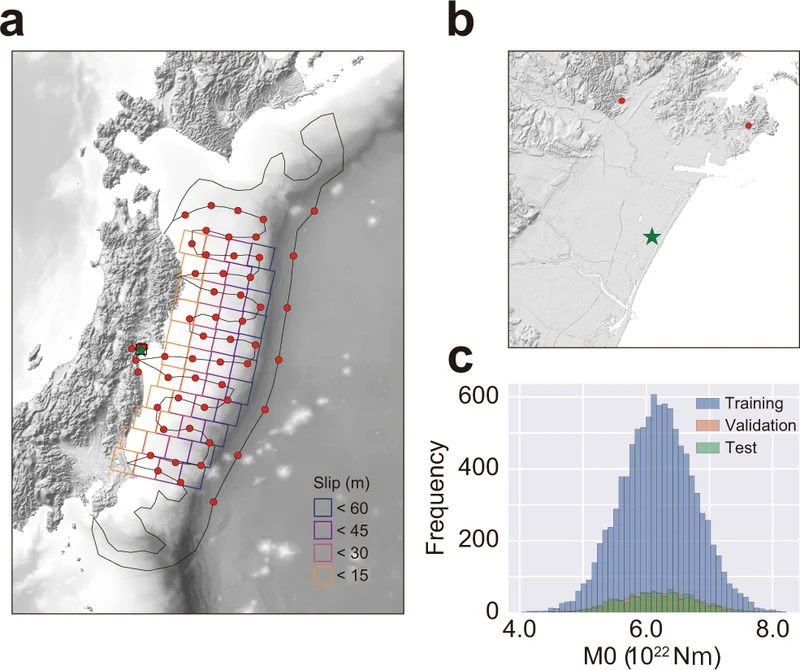 a
b
Slip (m)
< 60
< 45
< 30
< 15
c
Training
Validation
Test
Frequency
600
400
200
0
4.0 6.0 8.0
M0 (10²² Nm)